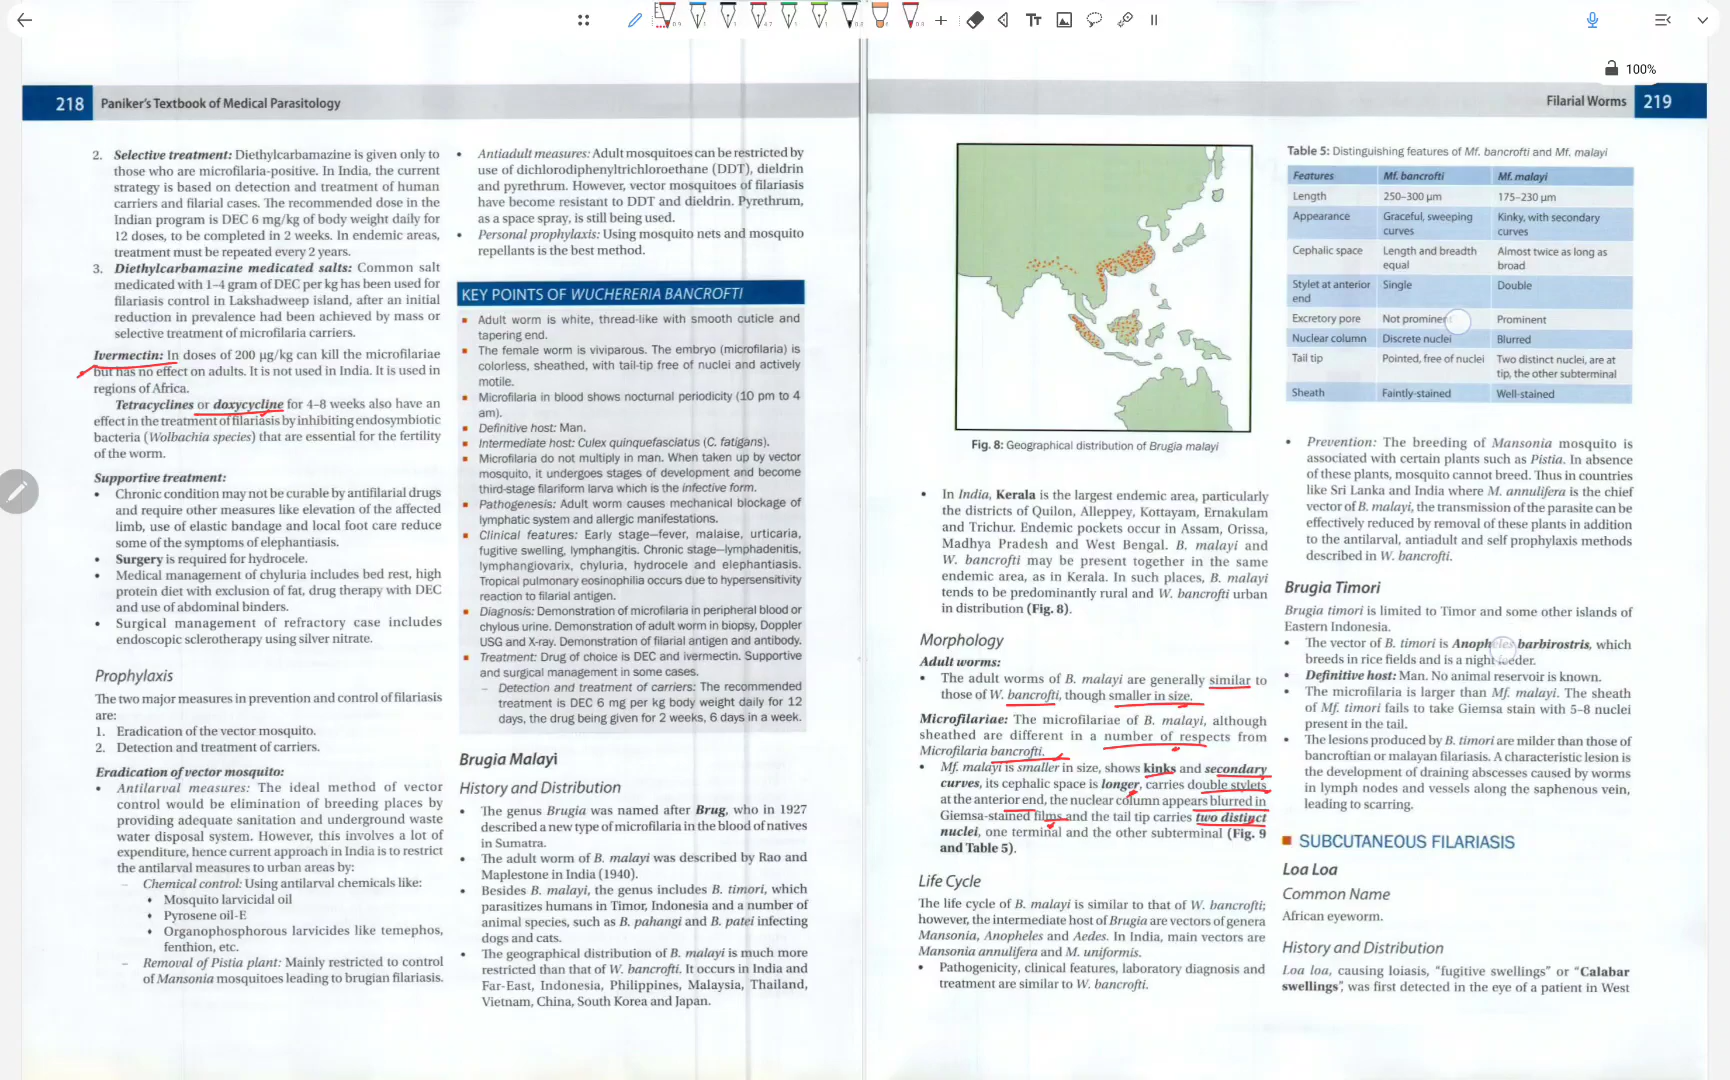 100%
218 Paniker's Textbook of Medical Parasitology
2. Selective treatment: Diethylcarbamazine is given only to
those who are microfilaria-positive. In India, the current
strategy is based on detection and treatment of human
carriers and filarial cases. The recommended dose in the
Indian program is DEC 6 mg/kg of body weight daily for
12 doses, to be completed in 2 weeks. In endemic areas,
treatment must be repeated every 2 years.
3. Diethylcarbamazine medicated salts: Common salt
medicated with 1–4 gram of DEC per kg has been used for
filariasis control in Lakshadweep island, after an initial
reduction in prevalence had been achieved by mass or
selective treatment of microfilaria carriers.
Ivermectin: In doses of 200 µg/kg can kill the microfilariae
but has no effect on adults. It is not used in India. It is used in
regions of Africa.
Tetracyclines or doxycycline for 4-8 weeks also have an
effect in the treatment of filariasis by inhibiting endosymbiotic
bacteria (Wolbachia species) that are essential for the fertility
of the worm.
Supportive treatment:
• Chronic condition may not be curable by antifilarial drugs
and require other measures like elevation of the affected
limb, use of elastic bandage and local foot care reduce
some of the symptoms of elephantiasis.
• Surgery is required for hydrocele.
• Medical management of chyluria includes bed rest, high
protein diet with exclusion of fat, drug therapy with DEC
and use of abdominal binders.
• Surgical management of refractory case includes
endoscopic sclerotherapy using silver nitrate.
Prophylaxis
The two major measures in prevention and control of filariasis
are:
1. Eradication of the vector mosquito.
2. Detection and treatment of carriers.
Eradication of vector mosquito:
• Antilarval measures: The ideal method of vector
control would be elimination of breeding places by
providing adequate sanitation and underground waste
water disposal system. However, this involves a lot of
expenditure, hence current approach in India is to restrict
the antilarval measures to urban areas by:
– Chemical control: Using antilarval chemicals like:
♦ Mosquito larvicidal oil
♦ Pyrosene oil-E
♦ Organophosphorous larvicides like temephos,
fenthion, etc.
– Removal of Pistia plant: Mainly restricted to control
of Mansonia mosquitoes leading to brugian filariasis.
• Antiadult measures: Adult mosquitoes can be restricted by
use of dichlorodiphenyltrichloroethane (DDT), dieldrin
and pyrethrum. However, vector mosquitoes of filariasis
have become resistant to DDT and dieldrin. Pyrethrum,
as a space spray, is still being used.
• Personal prophylaxis: Using mosquito nets and mosquito
repellants is the best method.
KEY POINTS OF WUCHERERIA BANCROFTI
▪ Adult worm is white, thread-like with smooth cuticle and
tapering end.
▪ The female worm is viviparous. The embryo (microfilaria) is
colorless, sheathed, with tail-tip free of nuclei and actively
motile.
▪ Microfilaria in blood shows nocturnal periodicity (10 pm to 4
am).
▪ Definitive host: Man.
▪ Intermediate host: Culex quinquefasciatus (C. fatigans).
▪ Microfilaria do not multiply in man. When taken up by vector
mosquito, it undergoes stages of development and become
third-stage filariform larva which is the infective form.
▪ Pathogenesis: Adult worm causes mechanical blockage of
lymphatic system and allergic manifestations.
▪ Clinical features: Early stage—fever, malaise, urticaria,
fugitive swelling, lymphangitis. Chronic stage—lymphadenitis,
lymphangiovarix, chyluria, hydrocele and elephantiasis.
Tropical pulmonary eosinophilia occurs due to hypersensitivity
reaction to filarial antigen.
▪ Diagnosis: Demonstration of microfilaria in peripheral blood or
chylous urine. Demonstration of adult worm in biopsy, Doppler
USG and X-ray. Demonstration of filarial antigen and antibody.
▪ Treatment: Drug of choice is DEC and ivermectin. Supportive
and surgical management in some cases.
– Detection and treatment of carriers: The recommended
treatment is DEC 6 mg per kg body weight daily for 12
days, the drug being given for 2 weeks, 6 days in a week.
Brugia Malayi
History and Distribution
• The genus Brugia was named after Brug, who in 1927
described a new type of microfilaria in the blood of natives
in Sumatra.
• The adult worm of B. malayi was described by Rao and
Maplestone in India (1940).
• Besides B. malayi, the genus includes B. timori, which
parasitizes humans in Timor, Indonesia and a number of
animal species, such as B. pahangi and B. patei infecting
dogs and cats.
• The geographical distribution of B. malayi is much more
restricted than that of W. bancrofti. It occurs in India and
Far-East, Indonesia, Philippines, Malaysia, Thailand,
Vietnam, China, South Korea and Japan.
Filarial Worms 219
Fig. 8: Geographical distribution of Brugia malayi
• In India, Kerala is the largest endemic area, particularly
the districts of Quilon, Alleppey, Kottayam, Ernakulam
and Trichur. Endemic pockets occur in Assam, Orissa,
Madhya Pradesh and West Bengal. B. malayi and
W. bancrofti may be present together in the same
endemic area, as in Kerala. In such places, B. malayi
tends to be predominantly rural and W. bancrofti urban
in distribution (Fig. 8).
Morphology
Adult worms:
• The adult worms of B. malayi are generally similar to
those of W. bancrofti, though smaller in size.
Microfilariae: The microfilariae of B. malayi, although
sheathed are different in a number of respects from
Microfilaria bancrofti.
• Mf. malayi is smaller in size, shows kinks and secondary
curves, its cephalic space is longer, carries double stylets
at the anterior end, the nuclear column appears blurred in
Giemsa-stained films and the tail tip carries two distinct
nuclei, one terminal and the other subterminal (Fig. 9
and Table 5).
Life Cycle
The life cycle of B. malayi is similar to that of W. bancrofti;
however, the intermediate host of Brugia are vectors of genera
Mansonia, Anopheles and Aedes. In India, main vectors are
Mansonia annulifera and M. uniformis.
• Pathogenicity, clinical features, laboratory diagnosis and
treatment are similar to W. bancrofti.
Table 5: Distinguishing features of Mf. bancrofti and Mf. malayi
Features Mf. bancrofti Mf. malayi
Length 250–300 µm 175–230 µm
Appearance Graceful, sweeping Kinky, with secondary
curves curves
Cephalic space Length and breadth Almost twice as long as
equal broad
Stylet at anterior Single Double
end
Excretory pore Not prominent Prominent
Nuclear column Discrete nuclei Blurred
Tail tip Pointed, free of nuclei Two distinct nuclei, are at
tip, the other subterminal
Sheath Faintly-stained Well-stained
• Prevention: The breeding of Mansonia mosquito is
associated with certain plants such as Pistia. In absence
of these plants, mosquito cannot breed. Thus in countries
like Sri Lanka and India where M. annulifera is the chief
vector of B. malayi, the transmission of the parasite can be
effectively reduced by removal of these plants in addition
to the antilarval, antiadult and self prophylaxis methods
described in W. bancrofti.
Brugia Timori
Brugia timori is limited to Timor and some other islands of
Eastern Indonesia.
• The vector of B. timori is Anopheles barbirostris, which
breeds in rice fields and is a night feeder.
• Definitive host: Man. No animal reservoir is known.
• The microfilaria is larger than Mf. malayi. The sheath
of Mf. timori fails to take Giemsa stain with 5-8 nuclei
present in the tail.
• The lesions produced by B. timori are milder than those of
bancroftian or malayan filariasis. A characteristic lesion is
the development of draining abscesses caused by worms
in lymph nodes and vessels along the saphenous vein,
leading to scarring.
▪ SUBCUTANEOUS FILARIASIS
Loa Loa
Common Name
African eyeworm.
History and Distribution
Loa loa, causing loiasis, "fugitive swellings" or "Calabar
swellings", was first detected in the eye of a patient in West